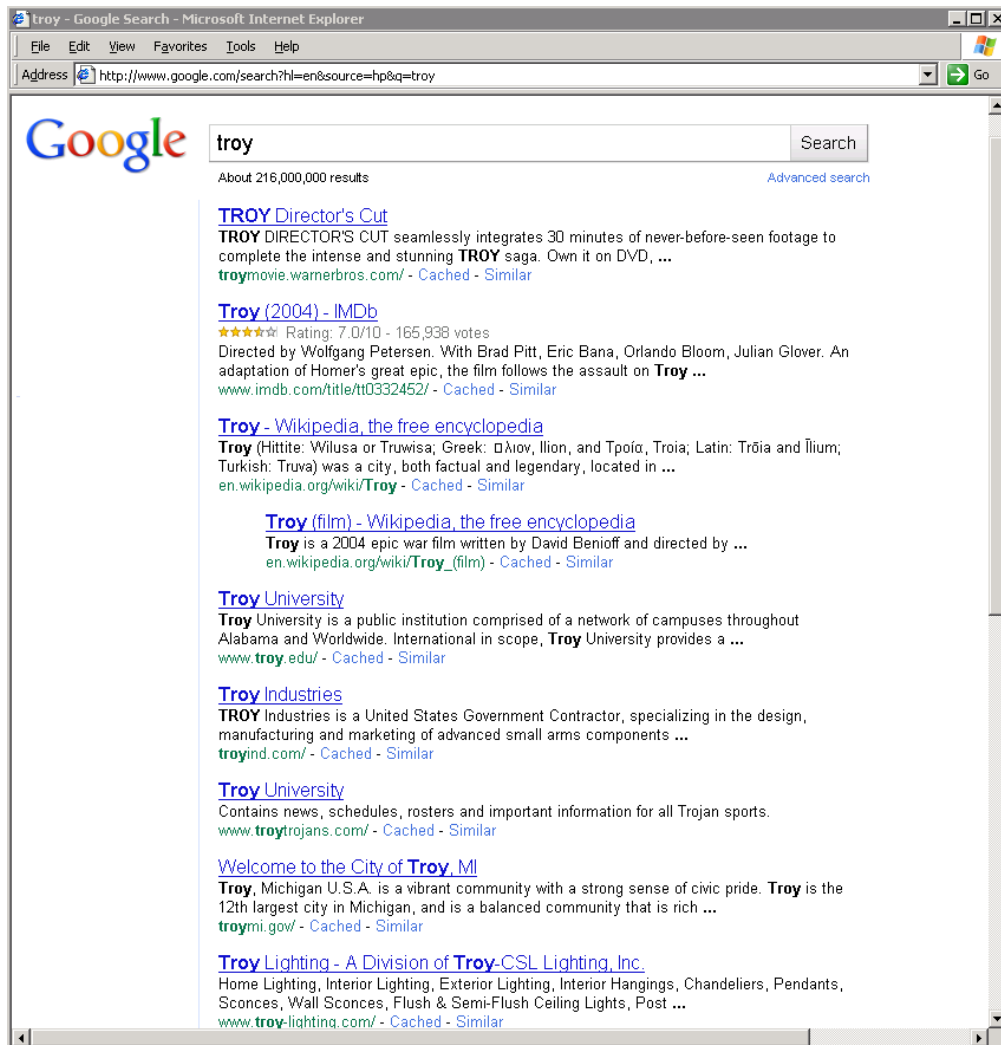 troy - Google Search - Microsoft Internet Explorer
File Edit View Favorites Tools Help
Address http://www.google.com/search?hl=en&source=hp&q=troy Go
Google troy Search
About 216,000,000 results Advanced search
TROY Director's Cut
TROY DIRECTOR'S CUT seamlessly integrates 30 minutes of never-before-seen footage to
complete the intense and stunning TROY saga. Own it on DVD, ...
troymovie.warnerbros.com/ - Cached - Similar
Troy (2004) - IMDb
Rating: 7.0/10 - 165,938 votes
Directed by Wolfgang Petersen. With Brad Pitt, Eric Bana, Orlando Bloom, Julian Glover. An
adaptation of Homer's great epic, the film follows the assault on Troy ...
www.imdb.com/title/tt0332452/ - Cached - Similar
Troy - Wikipedia, the free encyclopedia
Troy (Hittite: Wilusa or Truwisa; Greek: □λιον, Ilion, and Τροία, Troia; Latin: Trōia and Īlium;
Turkish: Truva) was a city, both factual and legendary, located in ...
en.wikipedia.org/wiki/Troy - Cached - Similar
Troy (film) - Wikipedia, the free encyclopedia
Troy is a 2004 epic war film written by David Benioff and directed by ...
en.wikipedia.org/wiki/Troy_(film) - Cached - Similar
Troy University
Troy University is a public institution comprised of a network of campuses throughout
Alabama and Worldwide. International in scope, Troy University provides a ...
www.troy.edu/ - Cached - Similar
Troy Industries
TROY Industries is a United States Government Contractor, specializing in the design,
manufacturing and marketing of advanced small arms components ...
troyind.com/ - Cached - Similar
Troy University
Contains news, schedules, rosters and important information for all Trojan sports.
www.troytrojans.com/ - Cached - Similar
Welcome to the City of Troy, MI
Troy, Michigan U.S.A. is a vibrant community with a strong sense of civic pride. Troy is the
12th largest city in Michigan, and is a balanced community that is rich ...
troymi.gov/ - Cached - Similar
Troy Lighting - A Division of Troy-CSL Lighting, Inc.
Home Lighting, Interior Lighting, Exterior Lighting, Interior Hangings, Chandeliers, Pendants,
Sconces, Wall Sconces, Flush & Semi-Flush Ceiling Lights, Post ...
www.troy-lighting.com/ - Cached - Similar